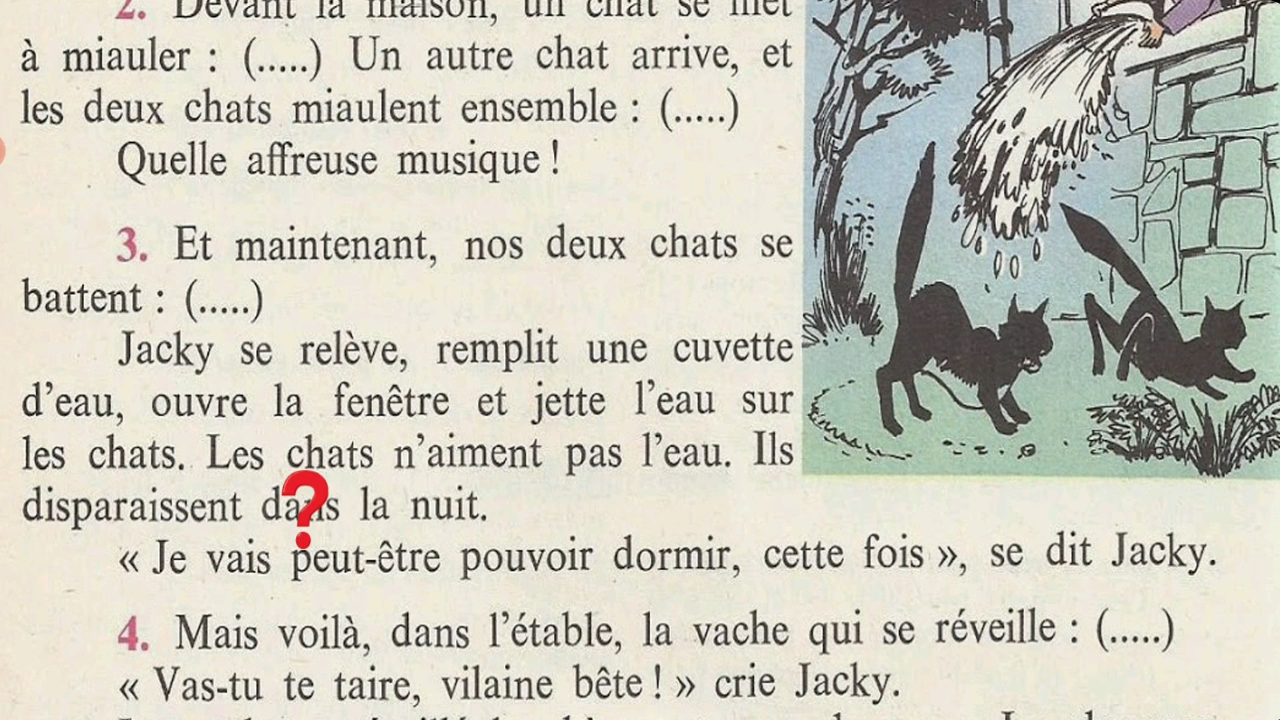 2. Devant la maison, un chat se met
à miauler : (.....) Un autre chat arrive, et
les deux chats miaulent ensemble : (.....)
Quelle affreuse musique !
3. Et maintenant, nos deux chats se
battent : (.....)
Jacky se relève, remplit une cuvette
d'eau, ouvre la fenêtre et jette l'eau sur
les chats. Les chats n'aiment pas l'eau. Ils
disparaissent dans la nuit.
?
« Je vais peut-être pouvoir dormir, cette fois », se dit Jacky.
4. Mais voilà, dans l'étable, la vache qui se réveille : (.....)
« Vas-tu te taire, vilaine bête ! » crie Jacky.